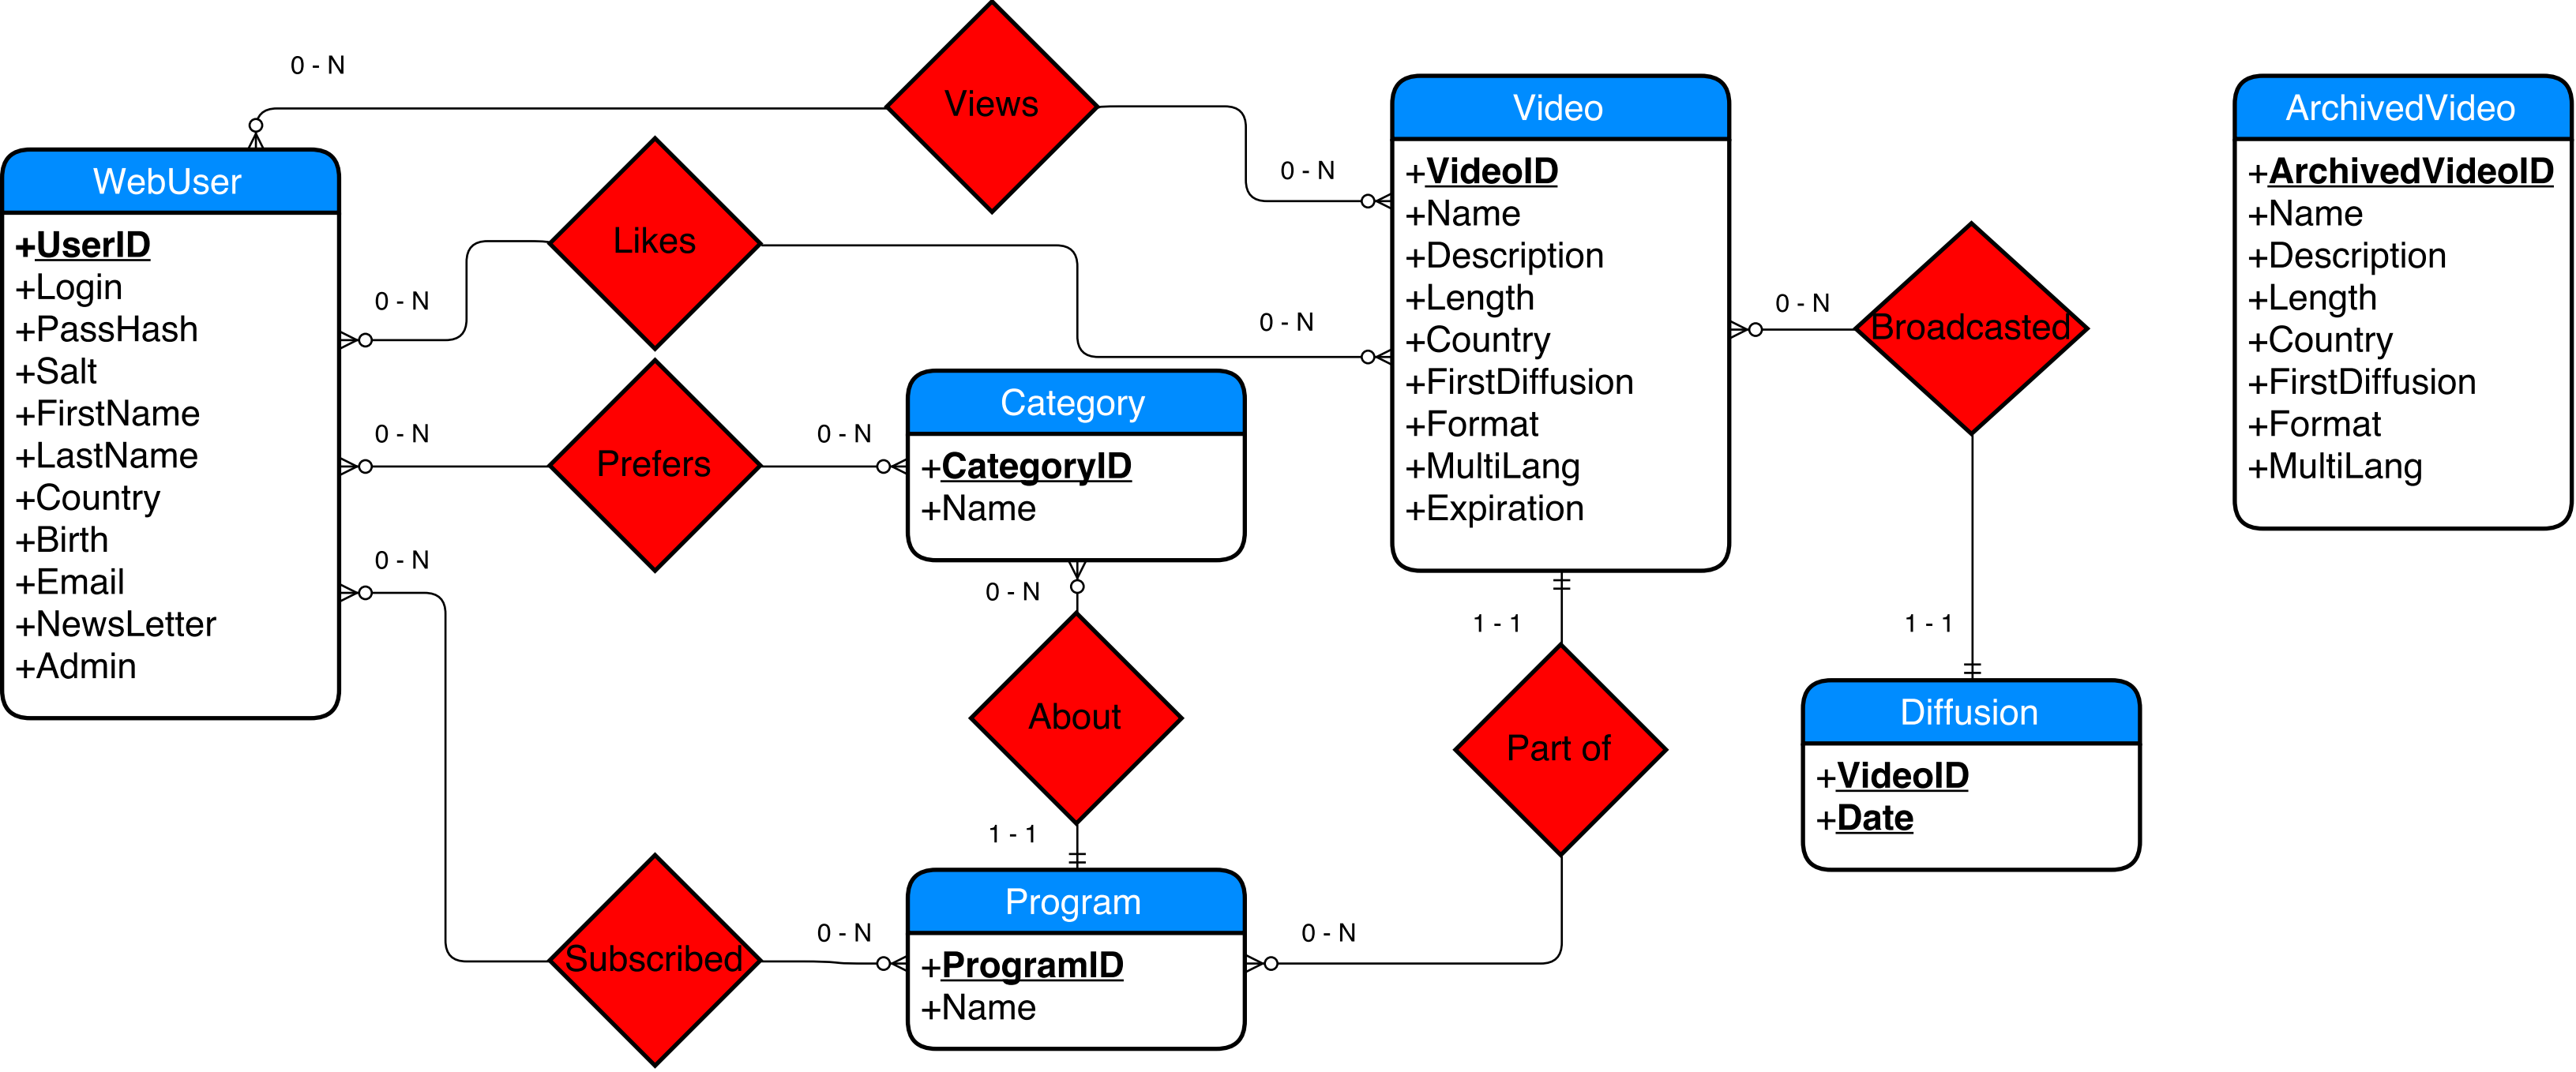 0 - N
Views
Video
ArchivedVideo
WebUser
0 - N
+VideoID
+Name
+Description
+Length
+Country
+FirstDiffusion
+Format
+MultiLang
+Expiration
+ArchivedVideoID
+Name
+Description
+Length
+Country
+FirstDiffusion
+Format
+MultiLang
+UserID
+Login
+PassHash
+Salt
+FirstName
+LastName
+Country
+Birth
+Email
+NewsLetter
+Admin
Likes
0 - N
0 - N
0 - N
Broadcasted
Category
+CategoryID
+Name
0 - N
Prefers
0 - N
0 - N
0 - N
About
1 - 1
1 - 1
Part of
1 - 1
Diffusion
+VideoID
+Date
Subscribed
0 - N
Program
+ProgramID
+Name
0 - N